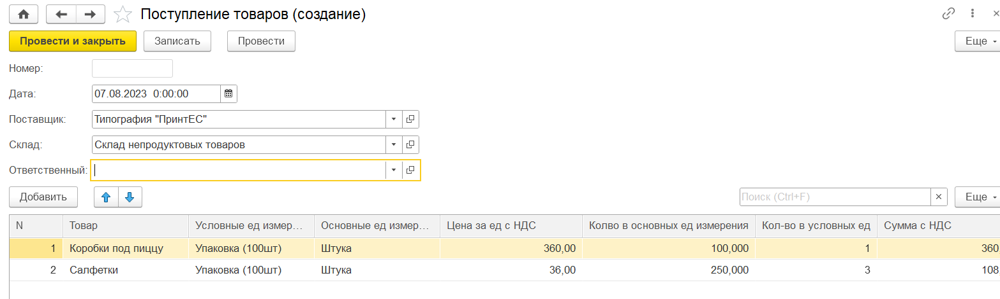 Поступление товаров (создание)
Провести и закрыть Записать Провести Еще
Номер:
Дата: 07.08.2023 0:00:00
Поставщик: Типография "ПринтЕС"
Склад: Склад непродуктовых товаров
Ответственный:
Добавить Поиск (Ctrl+F) × Еще
N Товар Условные ед измер... Основные ед измер... Цена за ед с НДС Колво в основных ед измерения Кол-во в условных ед Сумма с НДС
1 Коробки под пиццу Упаковка (100шт) Штука 360,00 100,000 1 360,
2 Салфетки Упаковка (100шт) Штука 36,00 250,000 3 108,